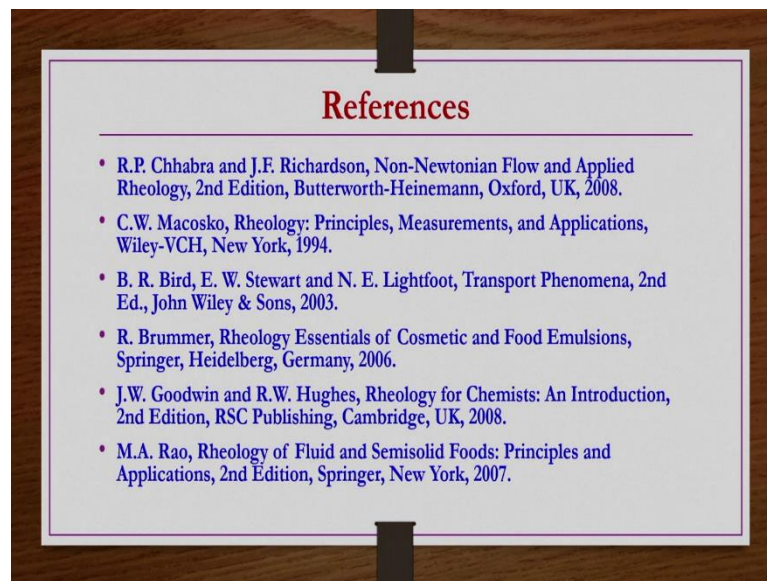 References
• R.P. Chhabra and J.F. Richardson, Non-Newtonian Flow and Applied
Rheology, 2nd Edition, Butterworth-Heinemann, Oxford, UK, 2008.
• C.W. Macosko, Rheology: Principles, Measurements, and Applications,
Wiley-VCH, New York, 1994.
• B. R. Bird, E. W. Stewart and N. E. Lightfoot, Transport Phenomena, 2nd
Ed., John Wiley & Sons, 2003.
• R. Brummer, Rheology Essentials of Cosmetic and Food Emulsions,
Springer, Heidelberg, Germany, 2006.
• J.W. Goodwin and R.W. Hughes, Rheology for Chemists: An Introduction,
2nd Edition, RSC Publishing, Cambridge, UK, 2008.
• M.A. Rao, Rheology of Fluid and Semisolid Foods: Principles and
Applications, 2nd Edition, Springer, New York, 2007.